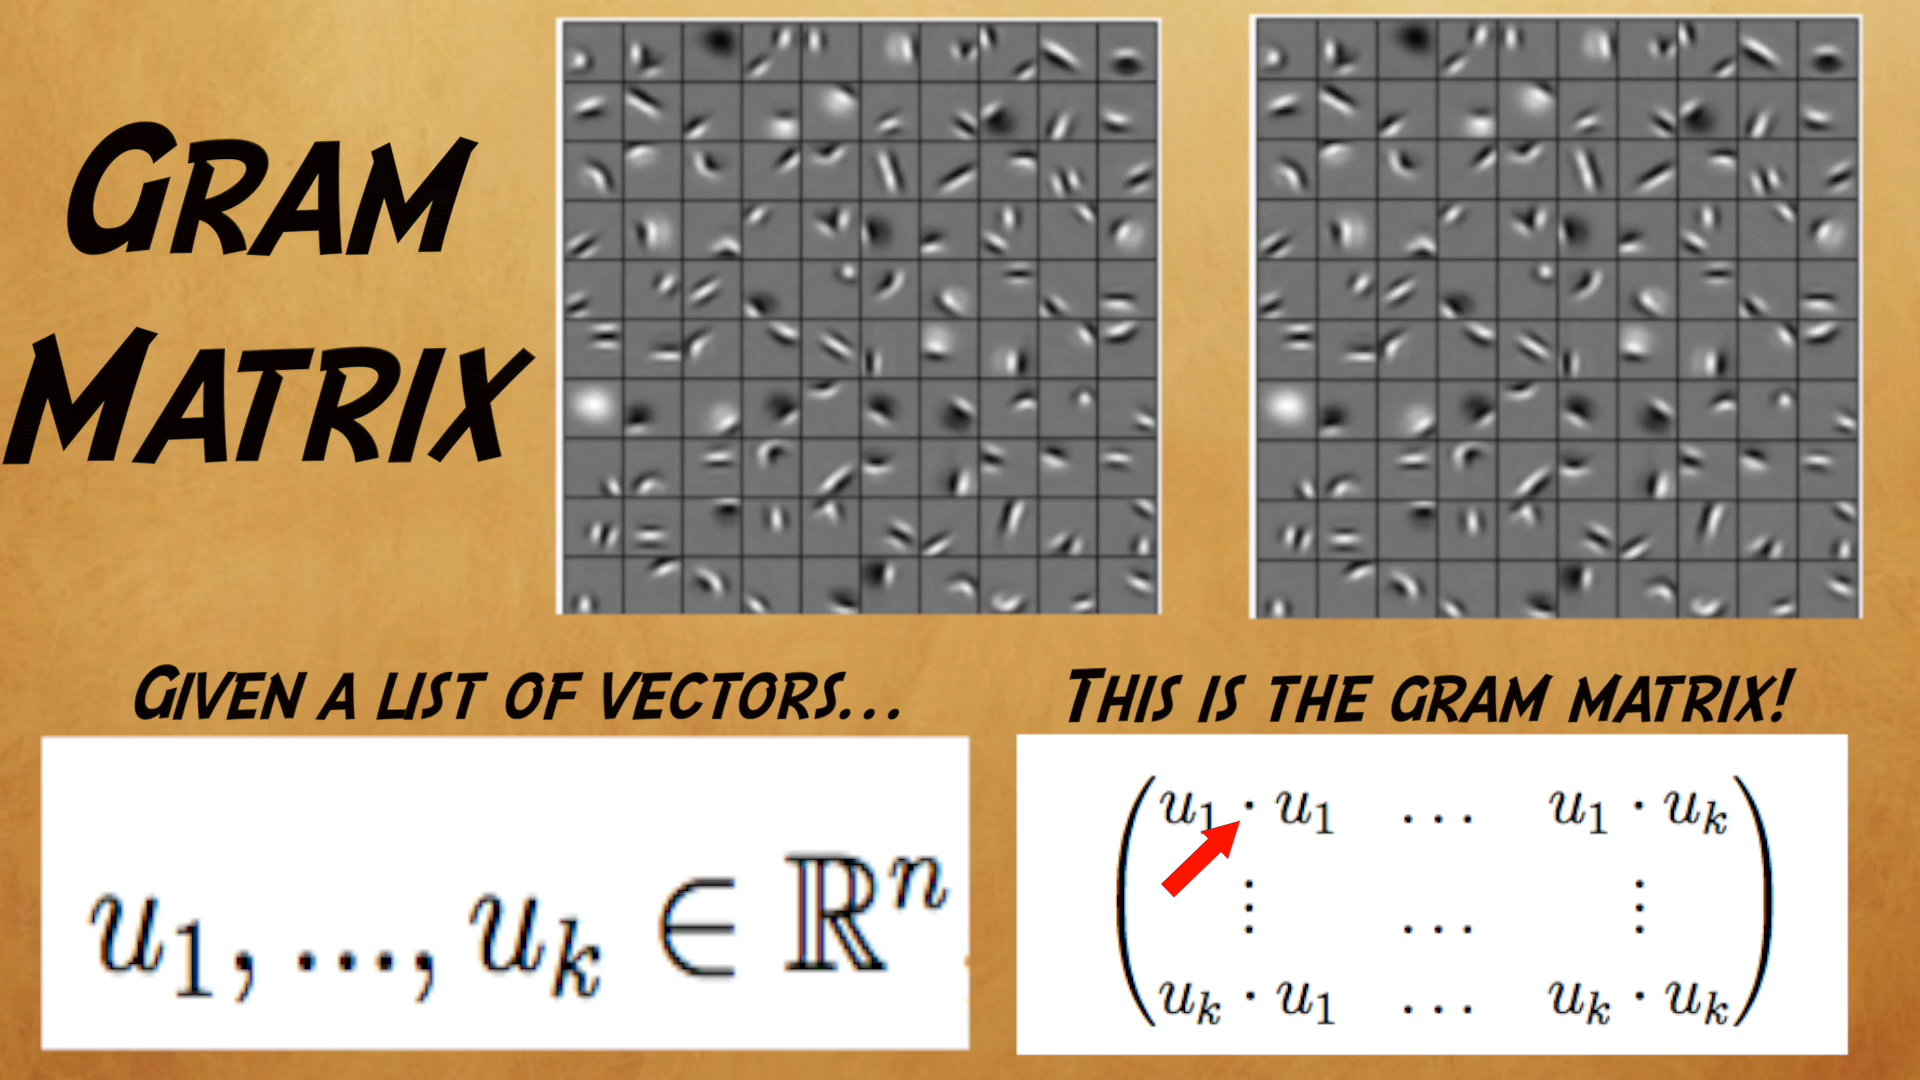 GRAM
MATRIX
GIVEN A LIST OF VECTORS...
THIS IS THE GRAM MATRIX!
u₁, ..., uₖ ∈ ℝⁿ
u₁ · u₁ ... u₁ · uₖ
⋮ ... ⋮
uₖ · u₁ ... uₖ · uₖ